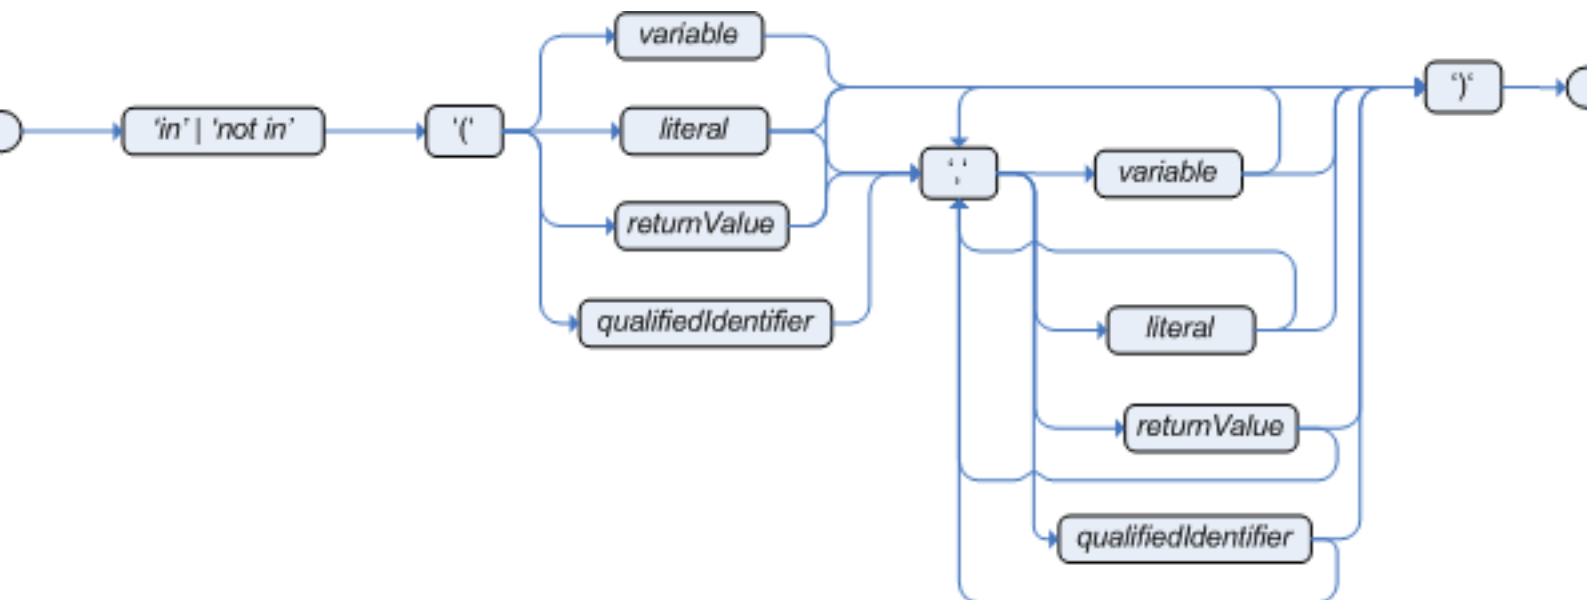 variable
‘in’ | ‘not in’
‘(‘
literal
returnValue
qualifiedIdentifier
‘,‘
variable
literal
returnValue
qualifiedIdentifier
‘)‘